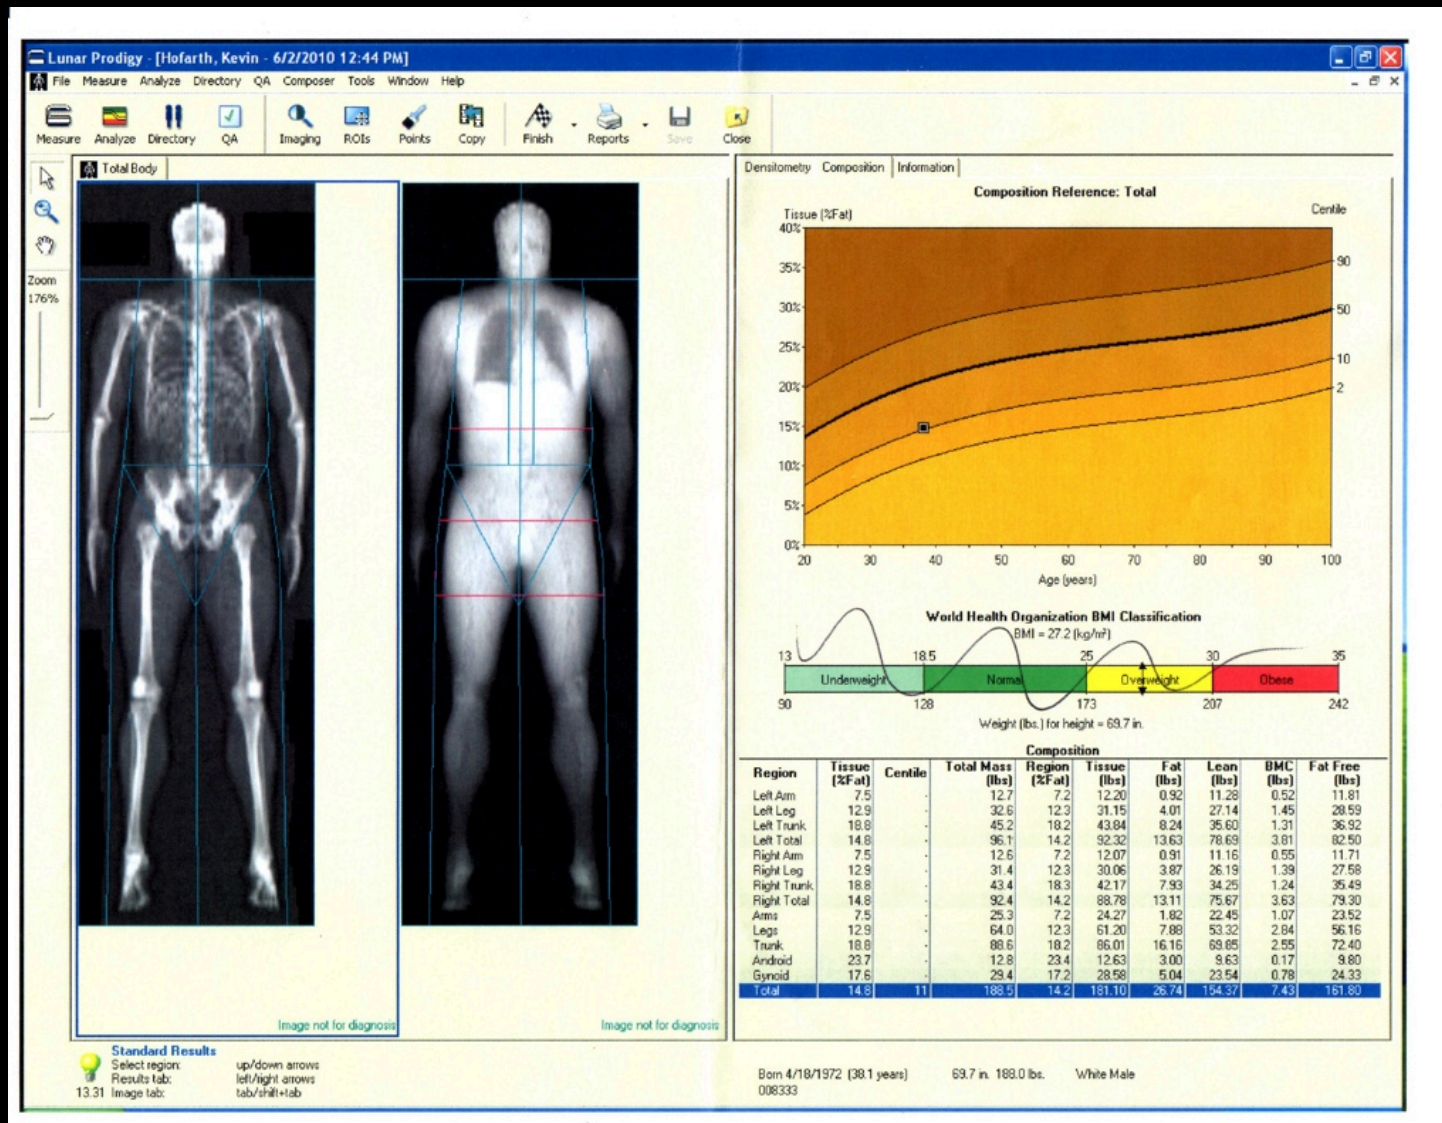 Lunar Prodigy - [Hofarth, Kevin - 6/2/2010 12:44 PM]
File Measure Analyze Directory QA Composer Tools Window Help
Measure Analyze Directory QA Imaging ROIs Points Copy Finish Reports Save Close
Total Body
Densitometry Composition Information
Zoom
176%
Composition Reference: Total
Tissue (%Fat) Centile
40%
35% 90
30% 50
25% 10
20% 2
15%
10%
5%
0%
20 30 40 50 60 70 80 90 100
Age (years)
World Health Organization BMI Classification
BMI = 27.2 (kg/m²)
13 18.5 25 30 35
Underweight Normal Overweight Obese
90 128 173 207 242
Weight (lbs.) for height = 69.7 in.
Composition
Region Tissue (%Fat) Centile Total Mass (lbs) Region (%Fat) Tissue (lbs) Fat (lbs) Lean (lbs) BMC (lbs) Fat Free (lbs)
Left Arm 7.5 - 12.7 7.2 12.20 0.92 11.28 0.52 11.81
Left Leg 12.9 - 32.6 12.3 31.15 4.01 27.14 1.45 28.59
Left Trunk 18.8 - 45.2 18.2 43.84 8.24 35.60 1.31 36.92
Left Total 14.8 - 96.1 14.2 92.32 13.63 78.69 3.81 82.50
Right Arm 7.5 - 12.6 7.2 12.07 0.91 11.16 0.55 11.71
Right Leg 12.9 - 31.4 12.3 30.06 3.87 26.19 1.39 27.58
Right Trunk 18.8 - 43.4 18.3 42.17 7.93 34.25 1.24 35.49
Right Total 14.8 - 92.4 14.2 88.78 13.11 75.67 3.63 79.30
Arms 7.5 - 25.3 7.2 24.27 1.82 22.45 1.07 23.52
Legs 12.9 - 64.0 12.3 61.20 7.88 53.32 2.84 56.16
Trunk 18.8 - 88.6 18.2 86.01 16.16 69.85 2.55 72.40
Android 23.7 - 12.8 23.4 12.63 3.00 9.63 0.17 9.80
Gynoid 17.6 - 29.4 17.2 28.58 5.04 23.54 0.78 24.33
Total 14.8 11 188.5 14.2 181.10 26.74 154.37 7.43 161.80
Image not for diagnosis
Image not for diagnosis
Standard Results
Select region: up/down arrows
Results tab: left/right arrows
13.31 Image tab: tab/shift+tab
Born 4/18/1972 (38.1 years) 69.7 in. 188.0 lbs. White Male
008333